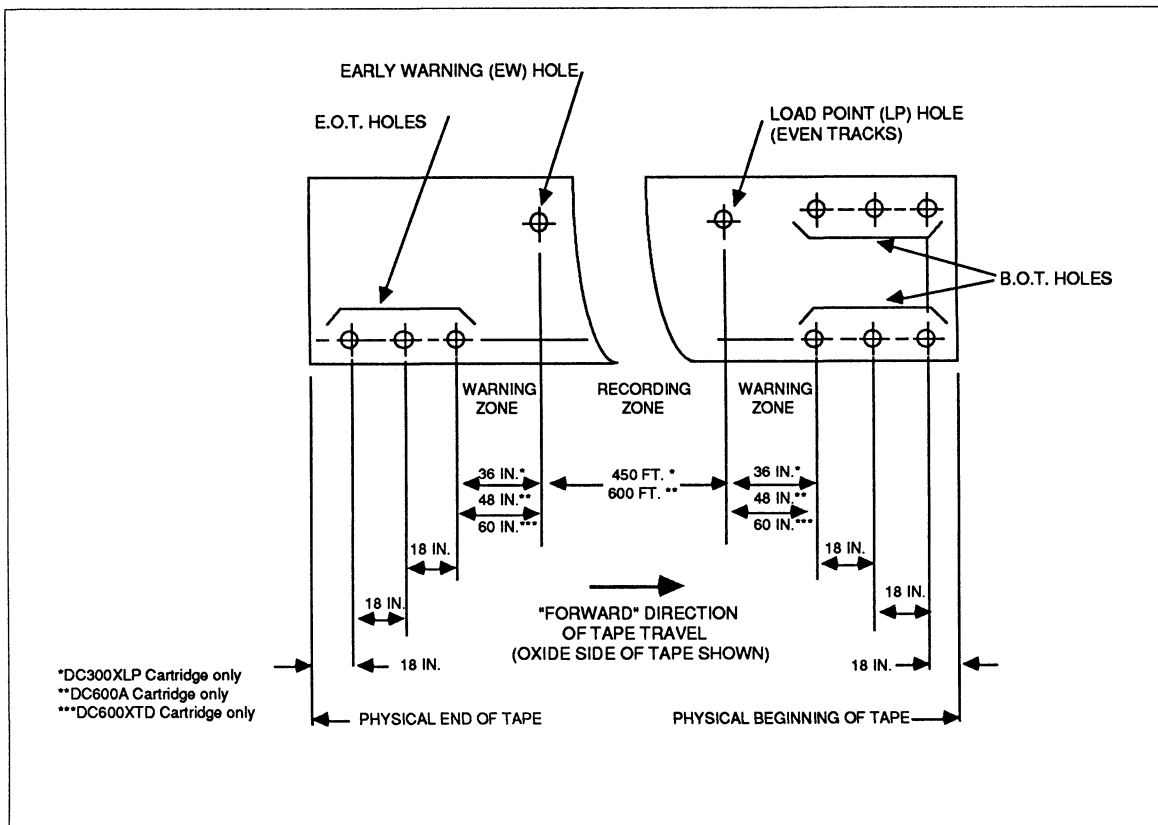 EARLY WARNING (EW) HOLE
E.O.T. HOLES
LOAD POINT (LP) HOLE
(EVEN TRACKS)
B.O.T. HOLES
WARNING
ZONE
RECORDING
ZONE
WARNING
ZONE
36 IN.*
48 IN.**
60 IN.***
450 FT. *
600 FT. **
36 IN.*
48 IN.**
60 IN.***
18 IN.
18 IN.
18 IN.
18 IN.
18 IN.
18 IN.
"FORWARD" DIRECTION
OF TAPE TRAVEL
(OXIDE SIDE OF TAPE SHOWN)
*DC300XLP Cartridge only
**DC600A Cartridge only
***DC600XTD Cartridge only
PHYSICAL END OF TAPE
PHYSICAL BEGINNING OF TAPE